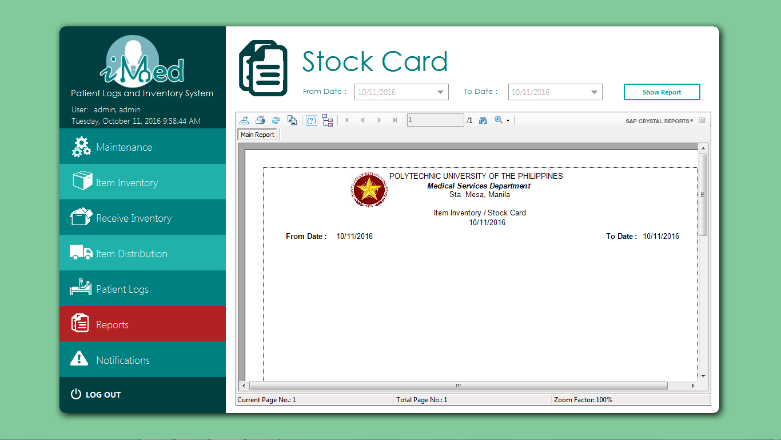 iMed
Patient Logs and Inventory System
User: admin, admin
Tuesday, October 11, 2016 9:58:44 AM
Maintenance
Item Inventory
Receive Inventory
Item Distribution
Patient Logs
Reports
Notifications
LOG OUT
Stock Card
From Date : 10/11/2016 To Date : 10/11/2016 Show Report
1 /1 SAP CRYSTAL REPORTS®
Main Report
POLYTECHNIC UNIVERSITY OF THE PHILIPPINES
Medical Services Department
Sta. Mesa, Manila
Item Inventory / Stock Card
10/11/2016
From Date : 10/11/2016 To Date : 10/11/2016
Current Page No.: 1 Total Page No.: 1 Zoom Factor: 100%